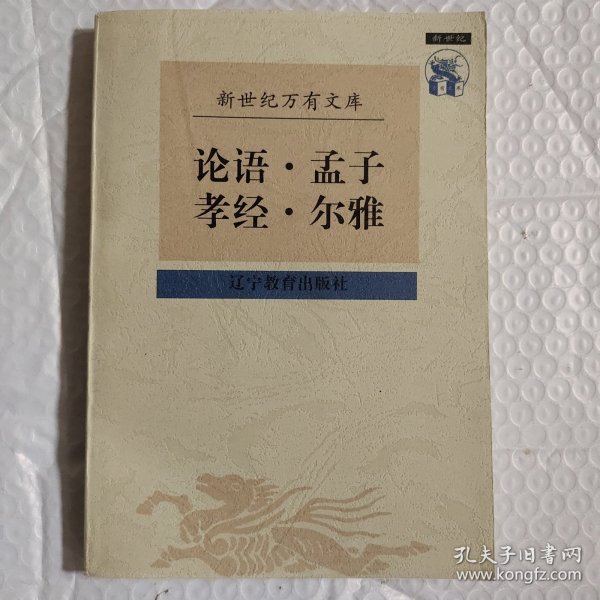 新世纪
新世纪万有文库
论语·孟子
孝经·尔雅
辽宁教育出版社
孔夫子旧书网
www.kongfz.com